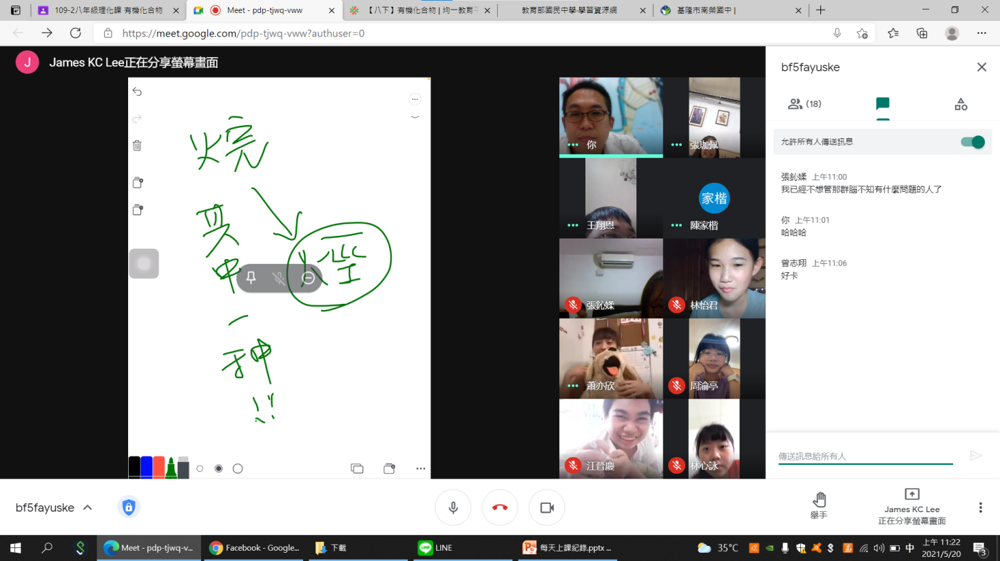 109-2八年級理化課 有機化合物
Meet - pdp-tjwq-vww
【八下】有機化合物 | 均一教育平
教育部國民中學-學習資源網
基隆市南榮國中 |
https://meet.google.com/pdp-tjwq-vww?authuser=0
J
James KC Lee正在分享螢幕畫面
烷
其
中
一
种
!!
你
張珈佩
王翔恩
家楷
陳家楷
張鈊媃
林怡君
蕭亦欣
周渝亭
江晉慶
林心詠
bf5fayuske
(18)
允許所有人傳送訊息
張鈊媃 上午11:00
我已經不想管那群腦不知有什麼問題的人了
你 上午11:01
哈哈哈
曾志翔 上午11:06
好卡
傳送訊息給所有人
bf5fayuske
舉手
James KC Lee
正在分享螢幕畫面
Meet - pdp-tjwq-v...
Facebook - Google...
下載
LINE
每天上課紀錄.pptx ...
35°C
中
上午 11:22
2021/5/20
3